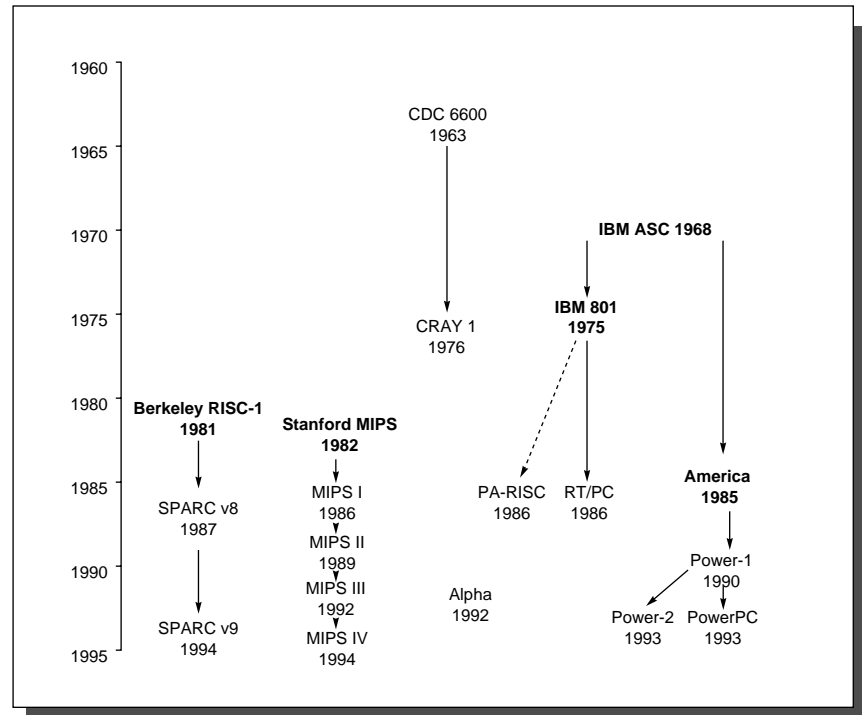 1960
CDC 6600
1963
1965
1970
IBM ASC 1968
IBM 801
1975
1975
CRAY 1
1976
1980
Berkeley RISC-1
1981
Stanford MIPS
1982
1985
America
1985
MIPS I
1986
PA-RISC
1986
RT/PC
1986
SPARC v8
1987
MIPS II
1989
1990
Power-1
1990
MIPS III
1992
Alpha
1992
Power-2
1993
PowerPC
1993
SPARC v9
1994
MIPS IV
1994
1995